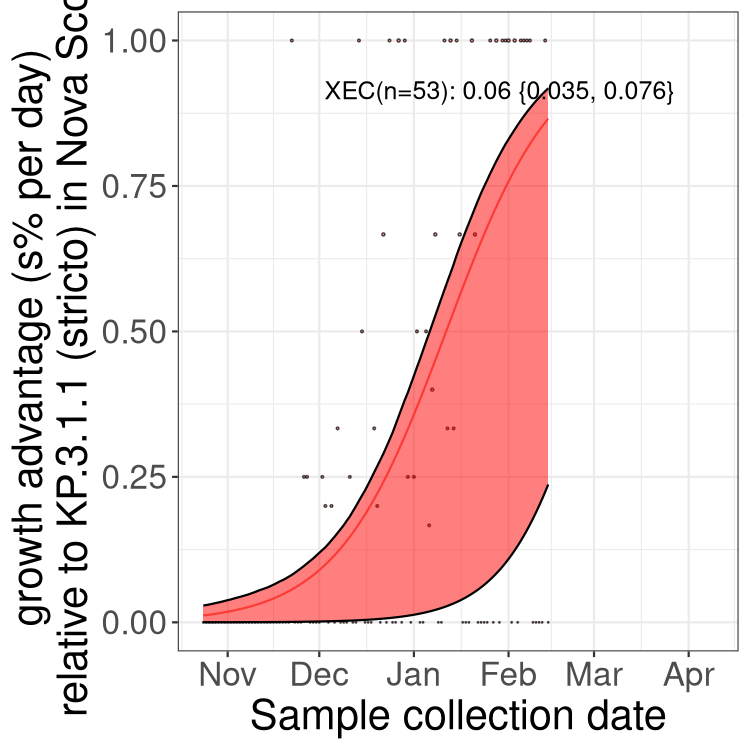 growth advantage (s% per day)
relative to KP.3.1.1 (stricto) in Nova
1.00
0.75
0.50
0.25
0.00
XEC(n=53): 0.06 {0.035, 0.076}
Nov Dec Jan Feb Mar Apr
Sample collection date